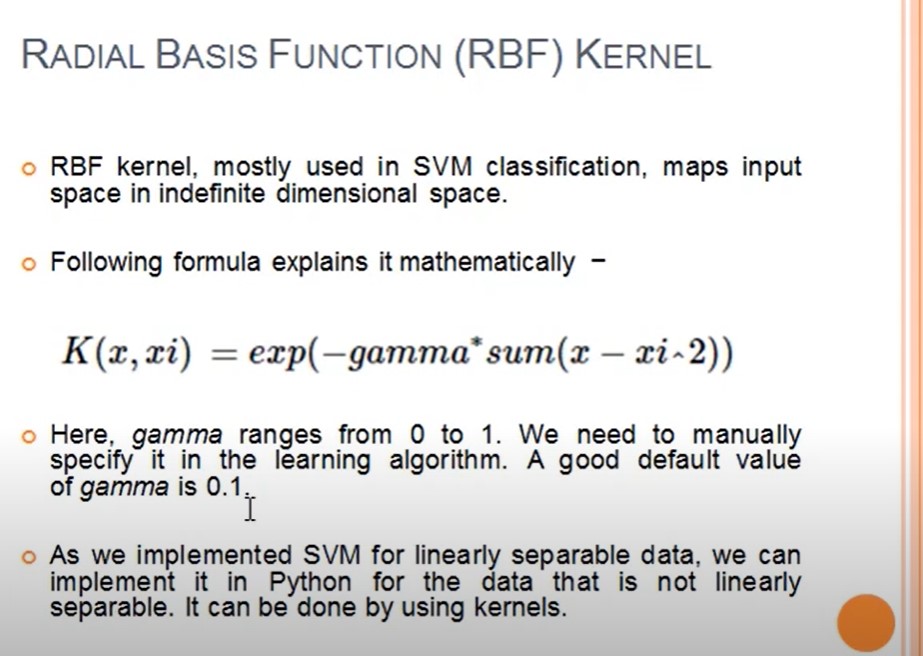 RADIAL BASIS FUNCTION (RBF) KERNEL
RBF kernel, mostly used in SVM classification, maps input
space in indefinite dimensional space.
Following formula explains it mathematically −
K(x, xi) = exp(−gamma*sum(x − xi^2))
Here, gamma ranges from 0 to 1. We need to manually
specify it in the learning algorithm. A good default value
of gamma is 0.1.
As we implemented SVM for linearly separable data, we can
implement it in Python for the data that is not linearly
separable. It can be done by using kernels.